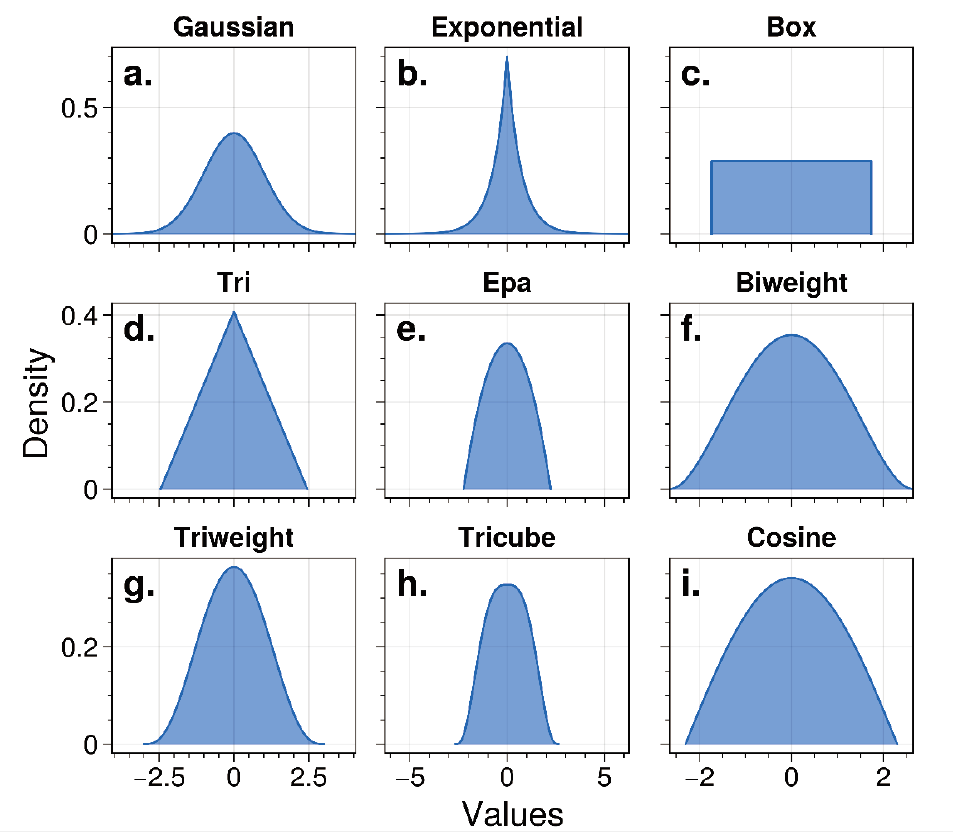 Gaussian Exponential Box
a. b. c.
0.5
0
Tri Epa Biweight
0.4 d. e. f.
0.2
0
Density
Triweight Tricube Cosine
g. h. i.
0.2
0
−2.5 0 2.5 −5 0 5 −2 0 2
Values